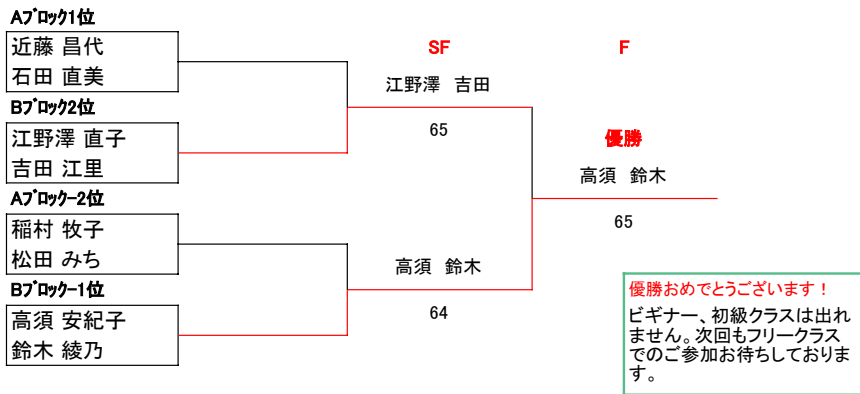 Aブロック1位
近藤 昌代
石田 直美
Bブロック2位
江野澤 直子
吉田 江里
Aブロック-2位
稲村 牧子
松田 みち
Bブロック-1位
高須 安紀子
鈴木 綾乃
SF
江野澤 吉田
65
高須 鈴木
64
F
優勝
高須 鈴木
65
優勝おめでとうございます！
ビギナー、初級クラスは出れ
ません。次回もフリークラス
でのご参加お待ちしておりま
す。